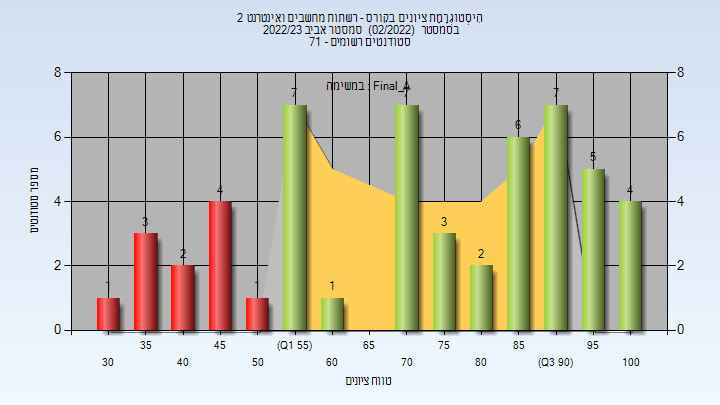 הִיסְטוֹגְרָמַת ציונים בקורס - רשתות מחשבים ואינטרנט 2
בסמסטר (02/2022) סמסטר אביב 2022/23
סטודנטים רשומים - 71
במשימה : Final_A
מספר סטודנטים
8 8
6 6
4 4
2 2
0 0
1 3 2 4 1 7 1 7 3 2 6 7 5 4
35 45 (Q1 55) 65 75 85 95
30 40 50 60 70 80 (Q3 90) 100
טווח ציונים